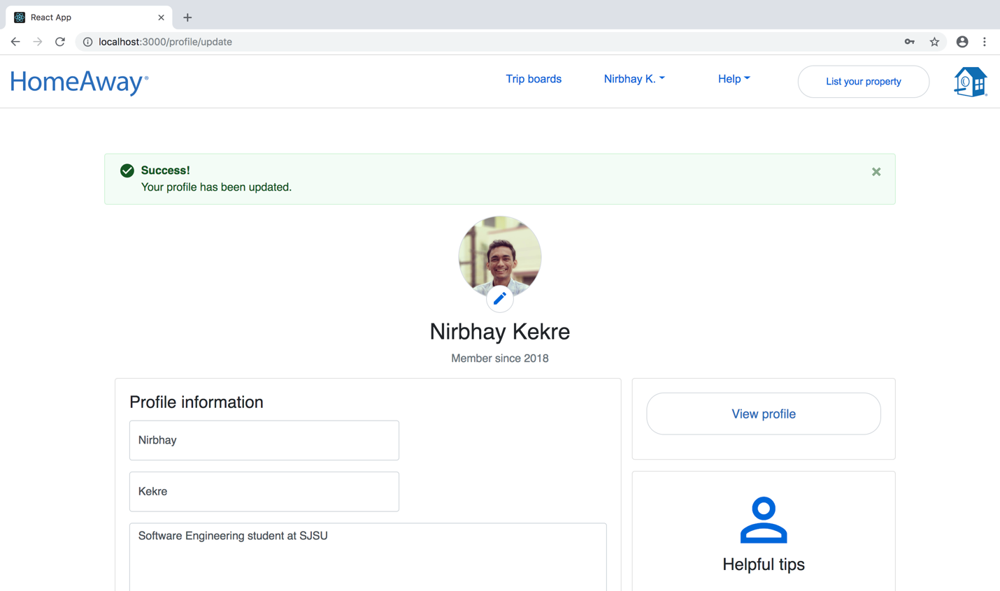 React App
localhost:3000/profile/update
HomeAway®
Trip boards
Nirbhay K.
Help
List your property
Success!
Your profile has been updated.
Nirbhay Kekre
Member since 2018
Profile information
Nirbhay
Kekre
Software Engineering student at SJSU
View profile
Helpful tips